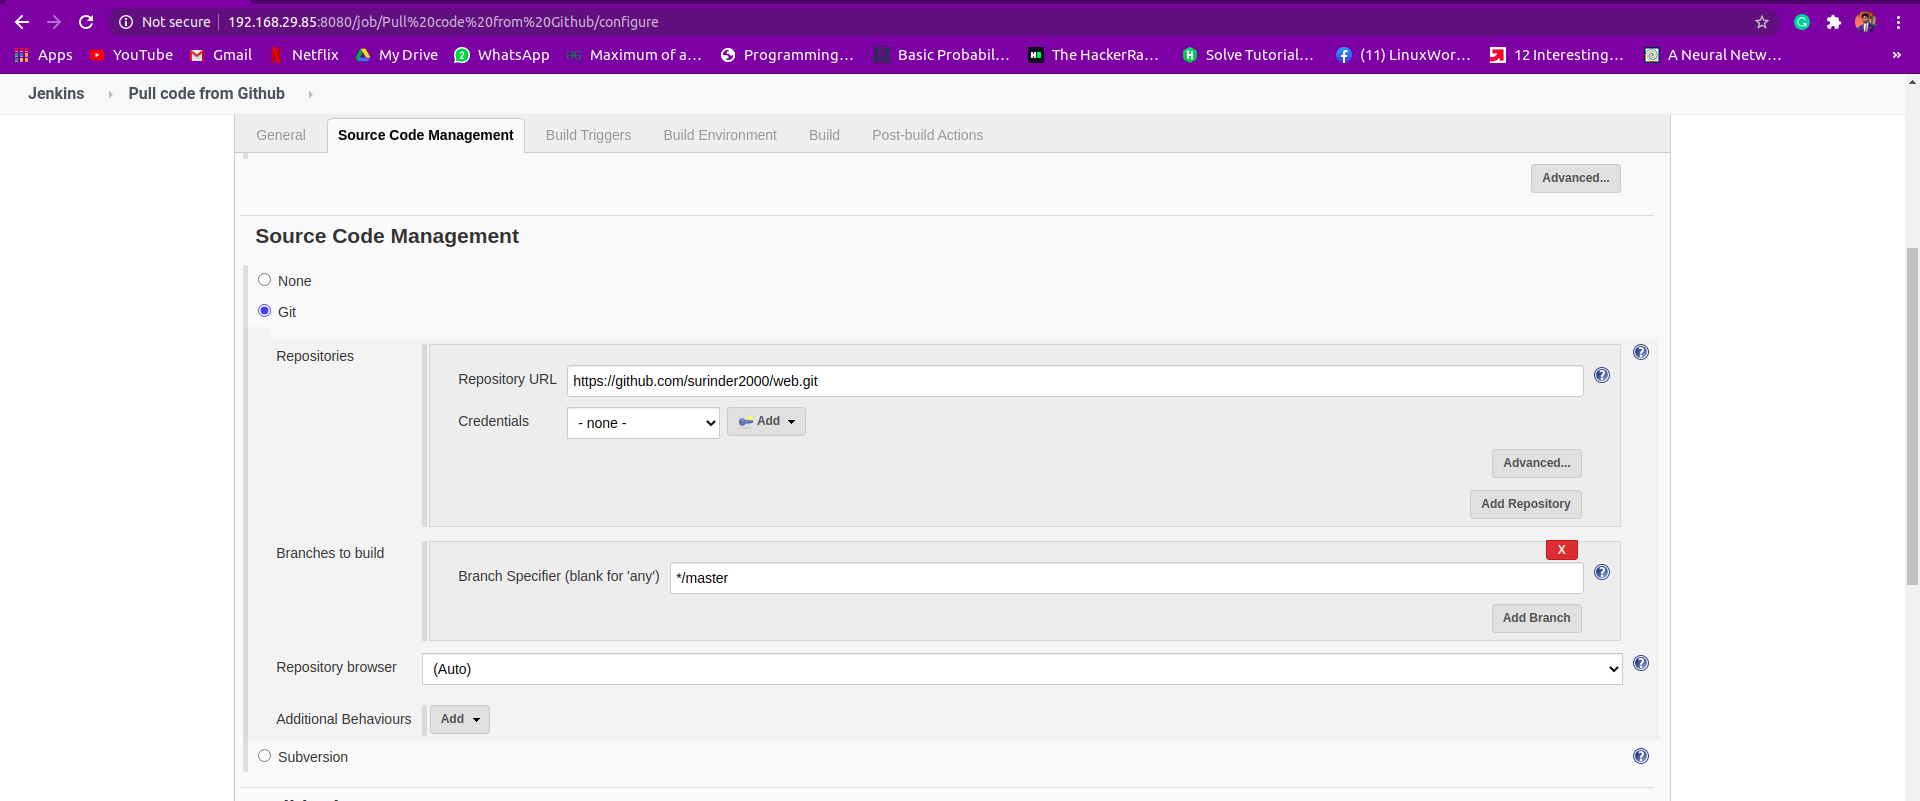 Not secure 192.168.29.85:8080/job/Pull%20code%20from%20Github/configure
Apps YouTube Gmail Netflix My Drive WhatsApp Maximum of a... Programming... Basic Probabil... The HackerRa... Solve Tutorial... (11) LinuxWor... 12 Interesting... A Neural Netw... »
Jenkins Pull code from Github
General Source Code Management Build Triggers Build Environment Build Post-build Actions
Advanced...
Source Code Management
None
Git
Repositories
Repository URL https://github.com/surinder2000/web.git
Credentials - none - Add
Advanced...
Add Repository
Branches to build
X
Branch Specifier (blank for 'any') */master
Add Branch
Repository browser (Auto)
Additional Behaviours Add
Subversion